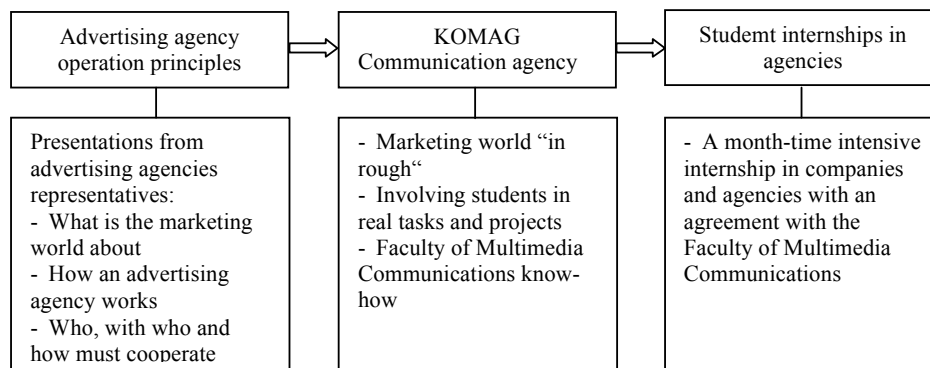 Advertising agency
operation principles
KOMAG
Communication agency
Studemt internships in
agencies
Presentations from
advertising agencies
representatives:
- What is the marketing
world about
- How an advertising
agency works
- Who, with who and
how must cooperate
- Marketing world “in
rough“
- Involving students in
real tasks and projects
- Faculty of Multimedia
Communications know-
how
- A month-time intensive
internship in companies
and agencies with an
agreement with the
Faculty of Multimedia
Communications